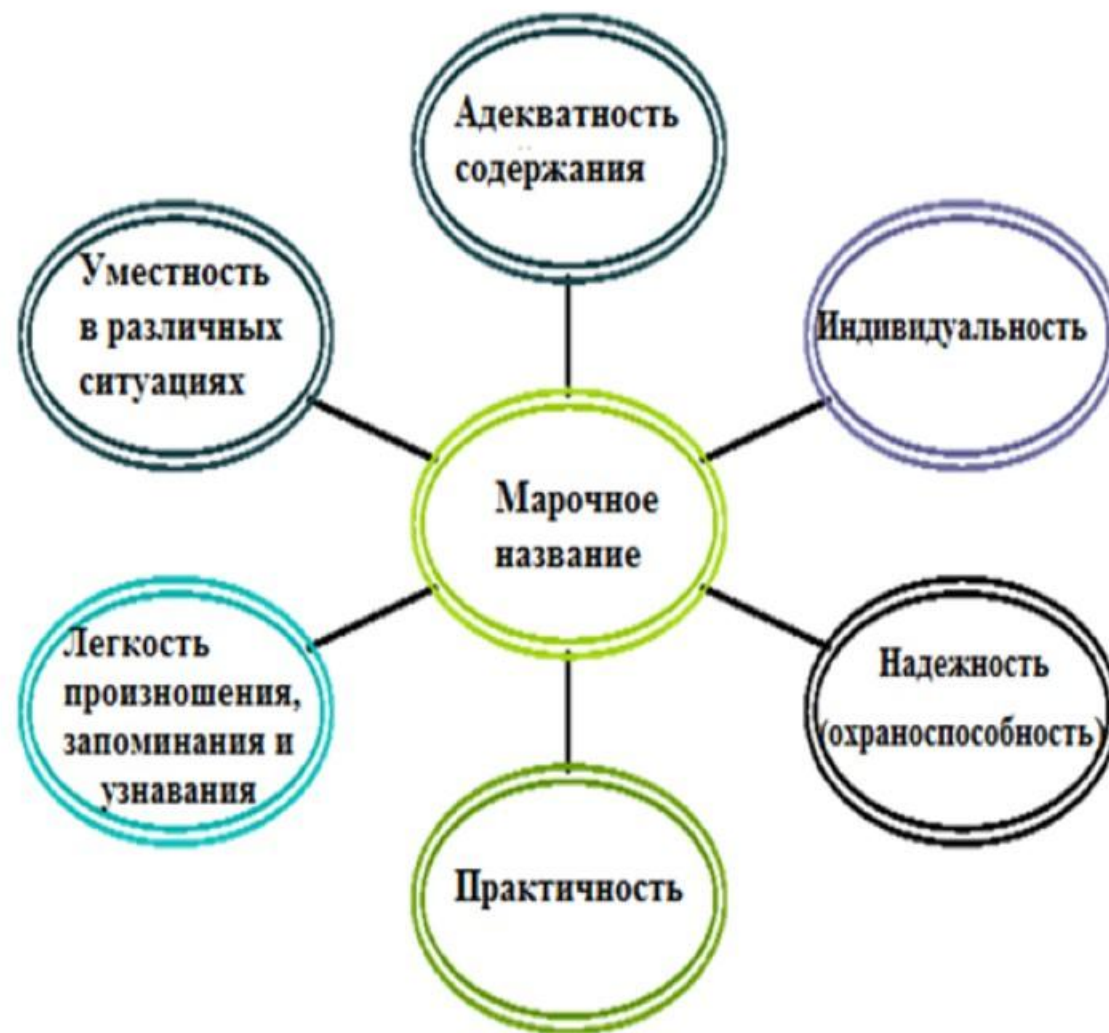 Адекватность
содержания
Уместность
в различных
ситуациях
Индивидуальность
Марочное
название
Легкость
произношения,
запоминания и
узнавания
Надежность
(охраноспособность)
Практичность